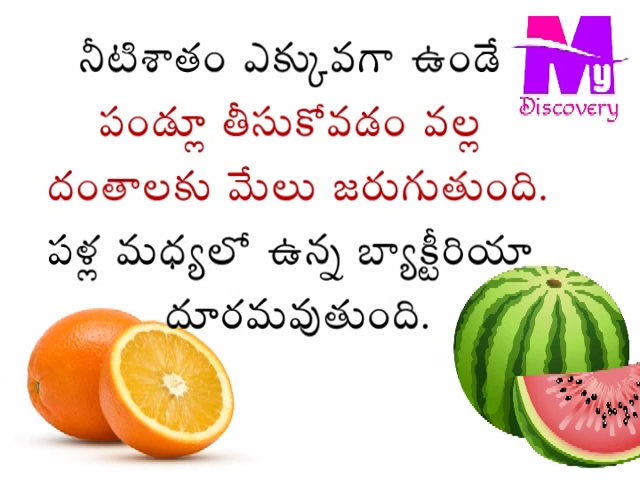 నీటిశాతం ఎక్కువగా ఉండే
పండ్లూ తీసుకోవడం వల్ల
దంతాలకు మేలు జరుగుతుంది.
పళ్ల మధ్యలో ఉన్న బ్యాక్టీరియా
దూరమవుతుంది.
My
Discovery